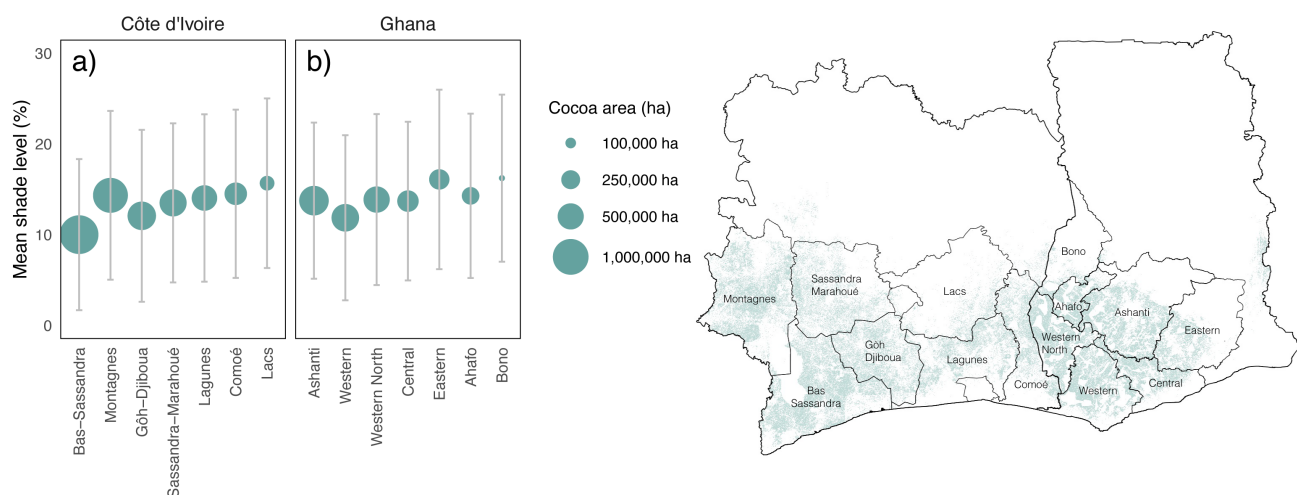 Côte d'Ivoire
Ghana
a)
b)
Mean shade level (%)
30
20
10
0
Bas−Sassandra
Montagnes
Gôh−Djiboua
Sassandra−Marahoué
Lagunes
Comoé
Lacs
Ashanti
Western
Western North
Central
Eastern
Ahafo
Bono
Cocoa area (ha)
100,000 ha
250,000 ha
500,000 ha
1,000,000 ha
Bono
Montagnes
Sassandra
Marahoué
Lacs
Ahafo
Ashanti
Eastern
Western
North
Gôh
Djiboua
Lagunes
Comoé
Bas
Sassandra
Western
Central